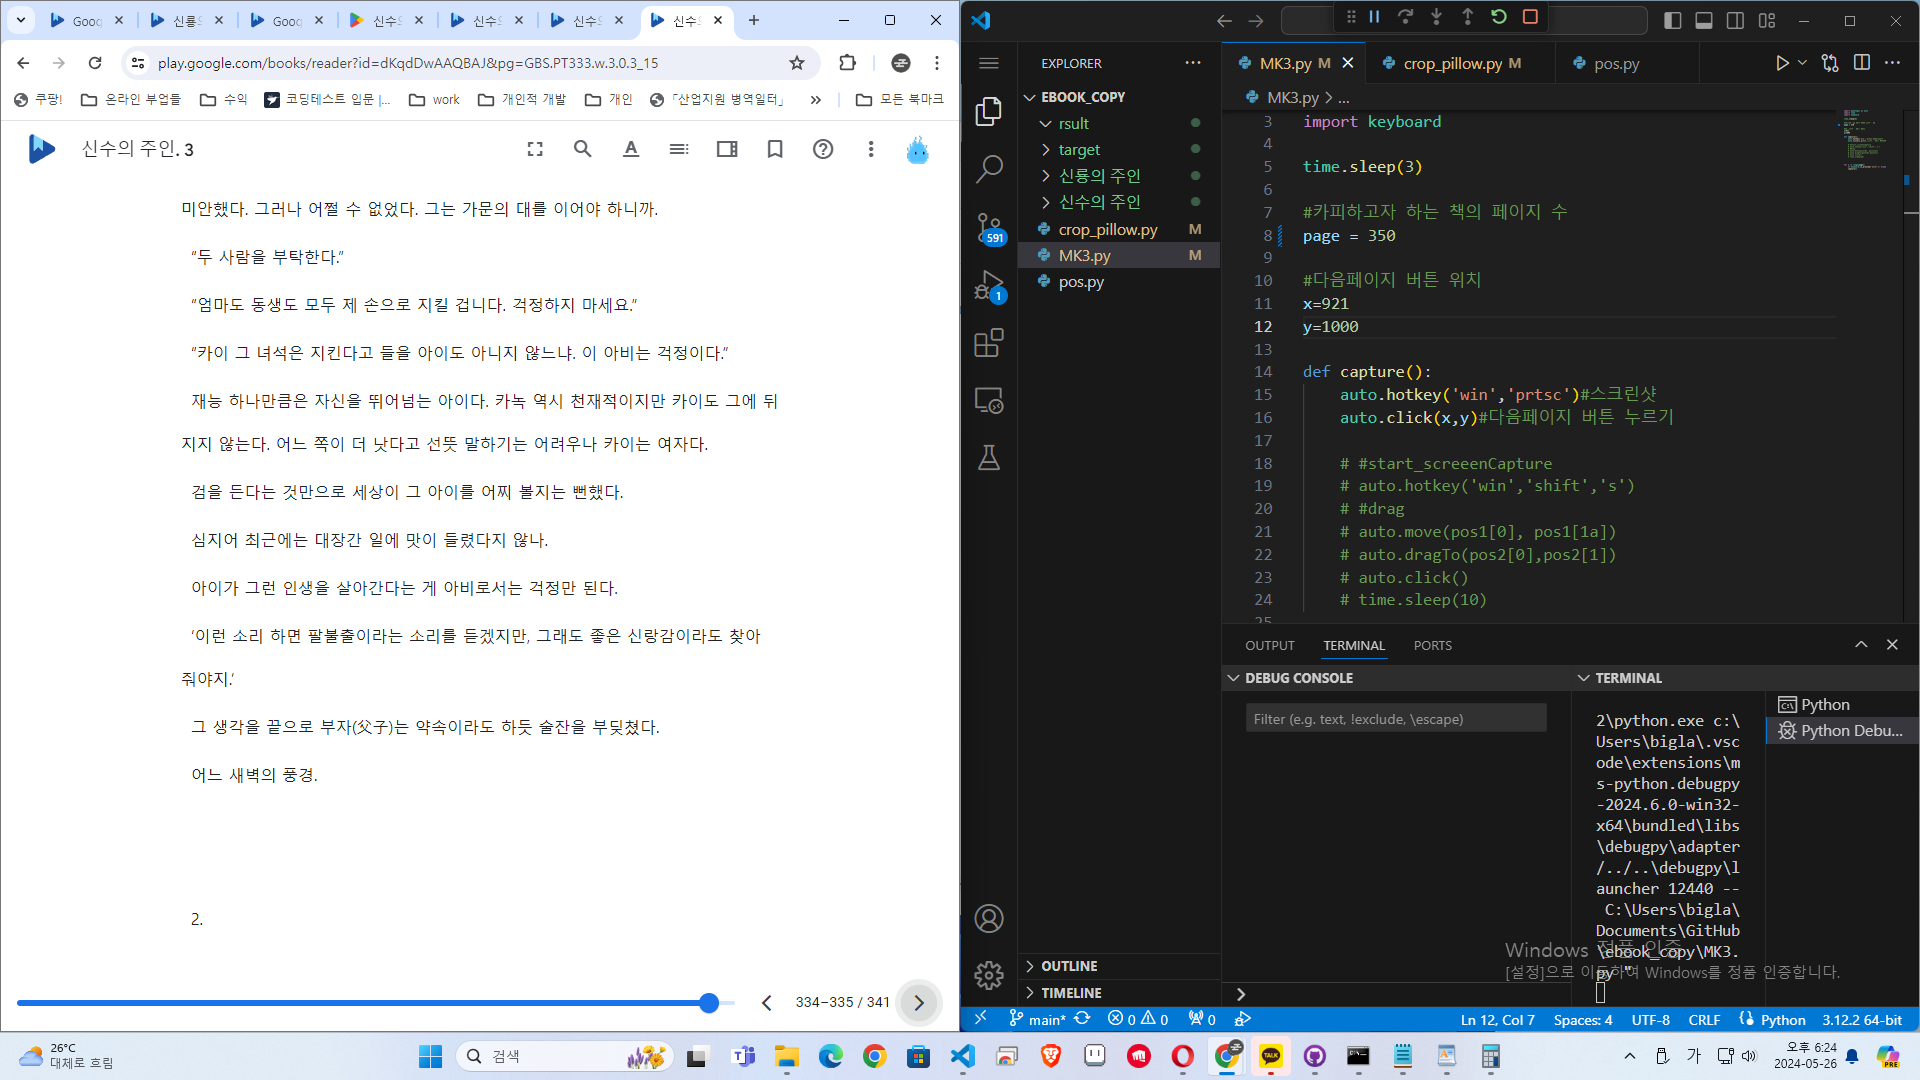 Goog
신룡으
Goog
신수으
신수으
신수으
신수으
play.google.com/books/reader?id=dKqdDwAAQBAJ&pg=GBS.PT333.w.3.0.3_15
쿠팡!
온라인 부업들
수익
코딩테스트 입문 |...
work
개인적 개발
개인
「산업지원 병역일터」
»
모든 북마크
신수의 주인. 3
미안했다. 그러나 어쩔 수 없었다. 그는 가문의 대를 이어야 하니까.
“두 사람을 부탁한다.”
“엄마도 동생도 모두 제 손으로 지킬 겁니다. 걱정하지 마세요.”
“카이 그 녀석은 지킨다고 들을 아이도 아니지 않느냐. 이 아비는 걱정이다.”
재능 하나만큼은 자신을 뛰어넘는 아이다. 카녹 역시 천재적이지만 카이도 그에 뒤
지지 않는다. 어느 쪽이 더 낫다고 선뜻 말하기는 어려우나 카이는 여자다.
검을 든다는 것만으로 세상이 그 아이를 어찌 볼지는 뻔했다.
심지어 최근에는 대장간 일에 맛이 들렸다지 않나.
아이가 그런 인생을 살아간다는 게 아비로서는 걱정만 된다.
‘이런 소리 하면 팔불출이라는 소리를 듣겠지만, 그래도 좋은 신랑감이라도 찾아
줘야지.’
그 생각을 끝으로 부자(父子)는 약속이라도 하듯 술잔을 부딪쳤다.
어느 새벽의 풍경.
2.
334–335 / 341
EXPLORER
EBOOK_COPY
rsult
target
신룡의 주인
신수의 주인
crop_pillow.py M
MK3.py M
pos.py
591
1
OUTLINE
TIMELINE
MK3.py M
crop_pillow.py M
pos.py
MK3.py > ...
3 import keyboard
4
5 time.sleep(3)
6
7 #카피하고자 하는 책의 페이지 수
8 page = 350
9
10 #다음페이지 버튼 위치
11 x=921
12 y=1000
13
14 def capture():
15 auto.hotkey('win','prtsc')#스크린샷
16 auto.click(x,y)#다음페이지 버튼 누르기
17
18 # #start_screeenCapture
19 # auto.hotkey('win','shift','s')
20 # #drag
21 # auto.move(pos1[0], pos1[1a])
22 # auto.dragTo(pos2[0],pos2[1])
23 # auto.click()
24 # time.sleep(10)
25
OUTPUT TERMINAL PORTS
DEBUG CONSOLE
Filter (e.g. text, !exclude, \escape)
TERMINAL
2\python.exe c:\
Users\bigla\.vsc
ode\extensions\m
s-python.debugpy
-2024.6.0-win32-
x64\bundled\libs
\debugpy\adapter
/../..\debugpy\l
auncher 12440 --
C:\Users\bigla\
Documents\GitHub
\ebook_copy\MK3.
py "
Python
Python Debu...
Windows 정품 인증
[설정]으로 이동하여 Windows를 정품 인증합니다.
main* 0 0 0
Ln 12, Col 7 Spaces: 4 UTF-8 CRLF Python 3.12.2 64-bit
26°C
대체로 흐림
검색
TALK
가
오후 6:24
2024-05-26
PRE